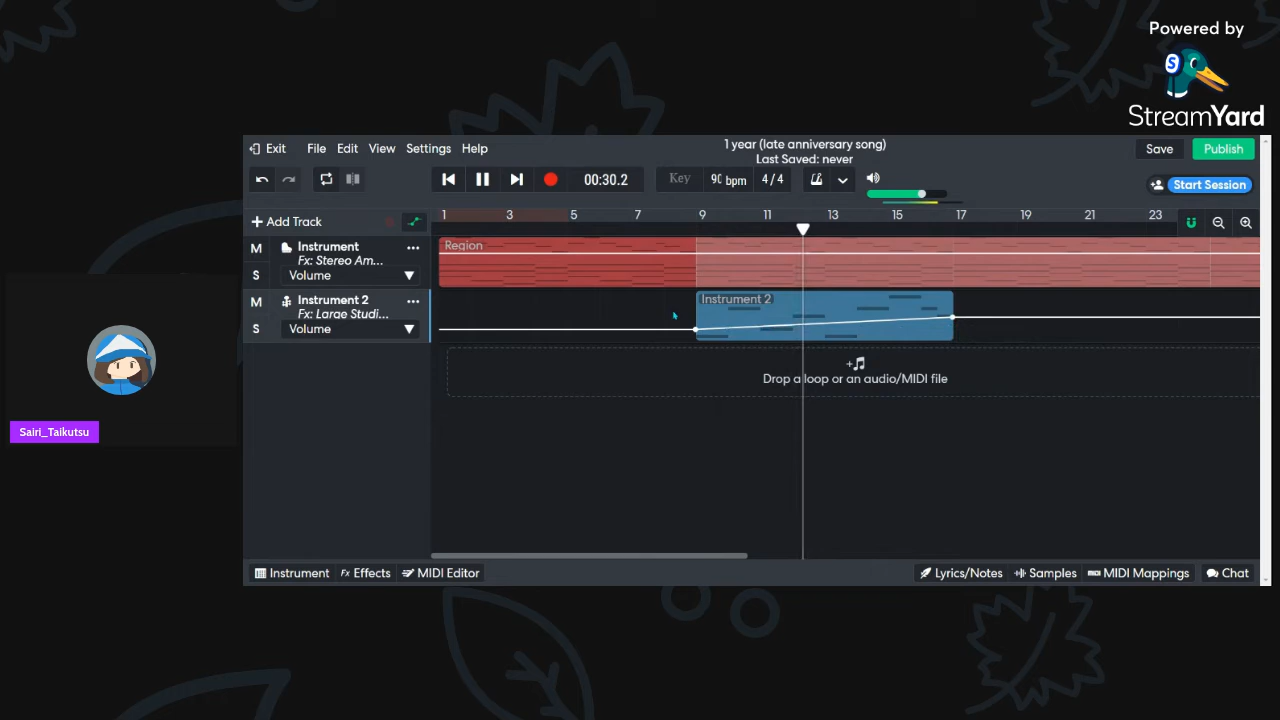 Powered by
S
StreamYard
Exit File Edit View Settings Help
1 year (late anniversary song)
Last Saved: never
Save Publish
00:30.2 Key 90 bpm 4/4
Start Session
Add Track
1 3 5 7 9 11 13 15 17 19 21 23
M Instrument
Fx: Stereo Am...
S Volume
Region
M Instrument 2
Fx: Large Studi...
S Volume
Instrument 2
Drop a loop or an audio/MIDI file
Sairi_Taikutsu
Instrument Fx Effects MIDI Editor Lyrics/Notes Samples MIDI Mappings Chat